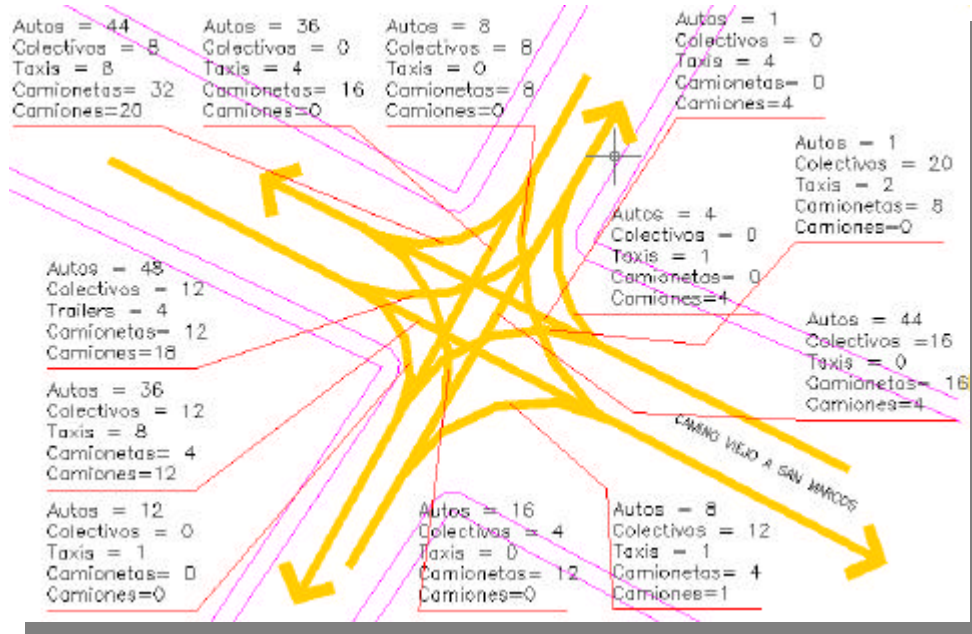 Autos = 44
Colectivos = 8
Taxis = 8
Camionetas= 32
Camiones=20
Autos = 36
Colectivos = 0
Taxis = 4
Camionetas= 16
Camiones=0
Autos = 8
Colectivos = 8
Taxis = 0
Camionetas= 8
Camiones=0
Autos = 1
Colectivos = 0
Taxis = 4
Camionetas= 0
Camiones=4
Autos = 1
Colectivos = 20
Taxis = 2
Camionetas= 8
Camiones=0
Autos = 4
Colectivos = 0
Taxis = 1
Camionetas= 0
Camiones=4
Autos = 48
Colectivos = 12
Trailers = 4
Camionetas= 12
Camiones=18
Autos = 44
Colectivos =16
Taxis = 0
Camionetas= 16
Camiones=4
Autos = 36
Colectivos = 12
Taxis = 8
Camionetas= 4
Camiones=12
CAMINO VIEJO A SAN MARCOS
Autos = 12
Colectivos = 0
Taxis = 1
Camionetas= 0
Camiones=0
Autos = 16
Colectivos = 4
Taxis = 0
Camionetas= 12
Camiones=0
Autos = 8
Colectivos = 12
Taxis = 1
Camionetas= 4
Camiones=1